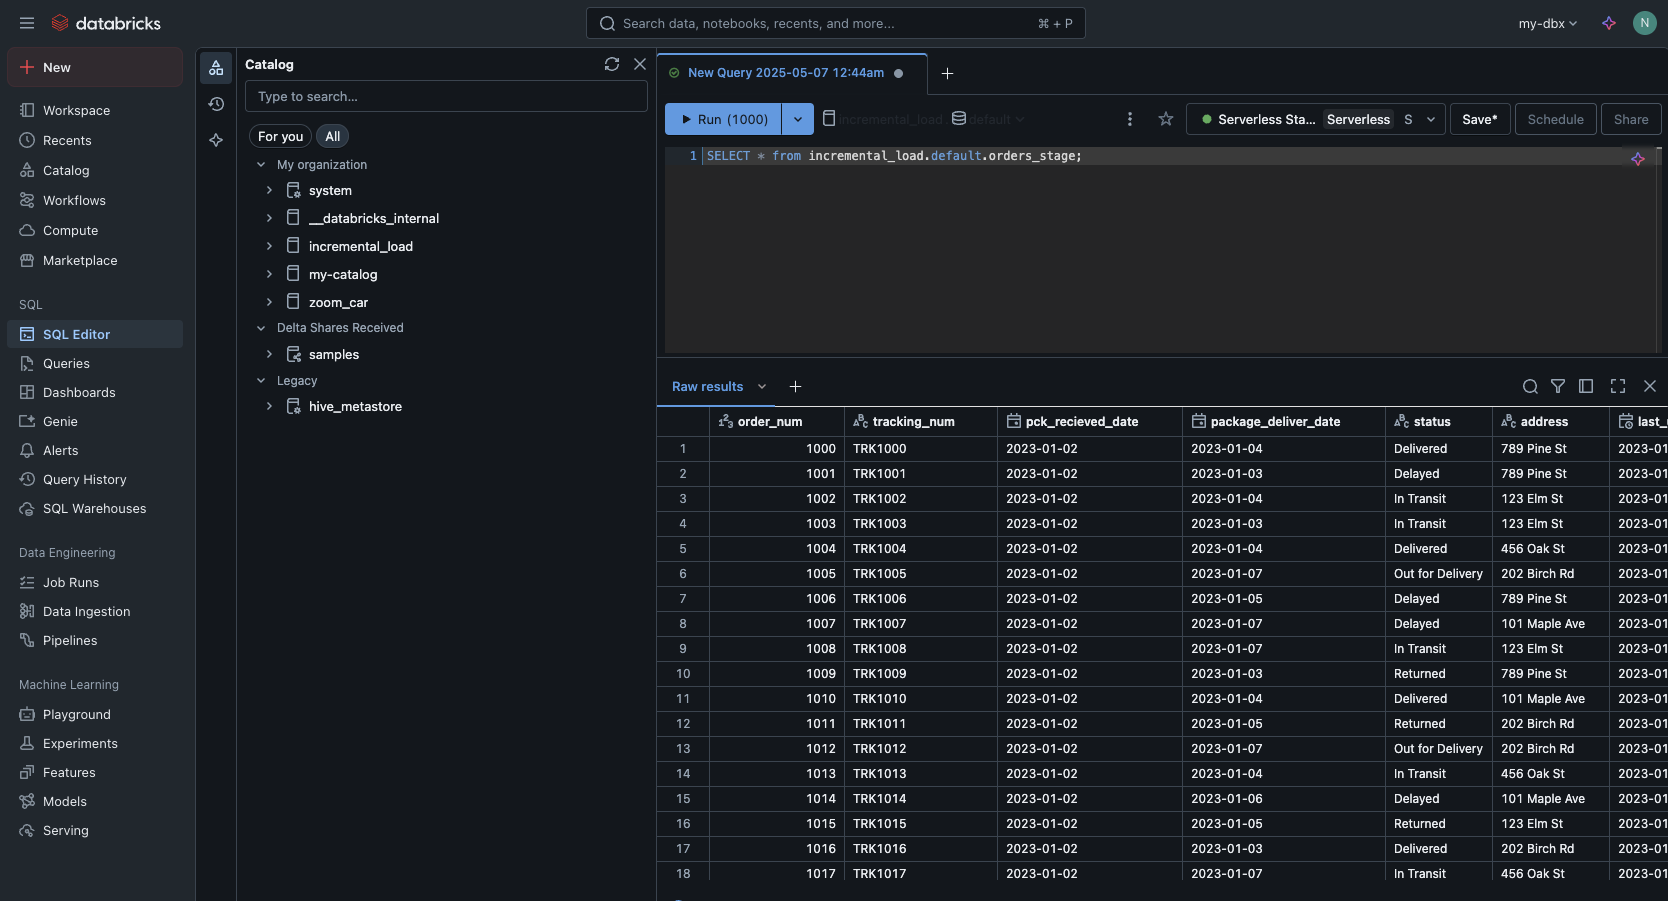 databricks
Search data, notebooks, recents, and more...
⌘ + P
my-dbx
N
New
Workspace
Recents
Catalog
Workflows
Compute
Marketplace
SQL
SQL Editor
Queries
Dashboards
Genie
Alerts
Query History
SQL Warehouses
Data Engineering
Job Runs
Data Ingestion
Pipelines
Machine Learning
Playground
Experiments
Features
Models
Serving
Catalog
Type to search...
For you
All
My organization
system
__databricks_internal
incremental_load
my-catalog
zoom_car
Delta Shares Received
samples
Legacy
hive_metastore
New Query 2025-05-07 12:44am
Run (1000)
incremental_load
default
Serverless Sta... Serverless S
Save*
Schedule
Share
1 SELECT * from incremental_load.default.orders_stage;
Raw results
order_num tracking_num pck_recieved_date package_deliver_date status address last_
1 1000 TRK1000 2023-01-02 2023-01-04 Delivered 789 Pine St 2023-01
2 1001 TRK1001 2023-01-02 2023-01-03 Delayed 789 Pine St 2023-01
3 1002 TRK1002 2023-01-02 2023-01-04 In Transit 123 Elm St 2023-01
4 1003 TRK1003 2023-01-02 2023-01-03 In Transit 123 Elm St 2023-01
5 1004 TRK1004 2023-01-02 2023-01-04 Delivered 456 Oak St 2023-01
6 1005 TRK1005 2023-01-02 2023-01-07 Out for Delivery 202 Birch Rd 2023-01
7 1006 TRK1006 2023-01-02 2023-01-05 Delayed 789 Pine St 2023-01
8 1007 TRK1007 2023-01-02 2023-01-07 Delayed 101 Maple Ave 2023-01
9 1008 TRK1008 2023-01-02 2023-01-07 In Transit 123 Elm St 2023-01
10 1009 TRK1009 2023-01-02 2023-01-03 Returned 789 Pine St 2023-01
11 1010 TRK1010 2023-01-02 2023-01-04 Delivered 101 Maple Ave 2023-01
12 1011 TRK1011 2023-01-02 2023-01-05 Returned 202 Birch Rd 2023-01
13 1012 TRK1012 2023-01-02 2023-01-07 Out for Delivery 202 Birch Rd 2023-01
14 1013 TRK1013 2023-01-02 2023-01-04 In Transit 456 Oak St 2023-01
15 1014 TRK1014 2023-01-02 2023-01-06 Delayed 101 Maple Ave 2023-01
16 1015 TRK1015 2023-01-02 2023-01-05 Returned 123 Elm St 2023-01
17 1016 TRK1016 2023-01-02 2023-01-03 Delivered 202 Birch Rd 2023-01
18 1017 TRK1017 2023-01-02 2023-01-07 In Transit 456 Oak St 2023-01